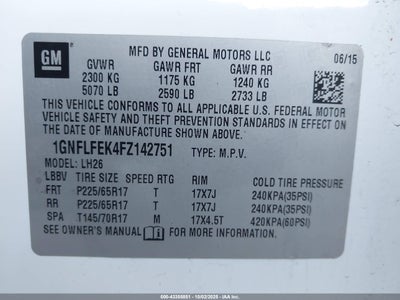 GM
MFD BY GENERAL MOTORS LLC
06/15
GVWR GAWR FRT GAWR RR
2300 KG 1175 KG 1240 KG
5070 LB 2590 LB 2733 LB
THIS VEHICLE CONFORMS TO ALL APPLICABLE U.S. FEDERAL MOTOR
VEHICLE SAFETY AND THEFT PREVENTION STANDARDS IN EFFECT ON
THE DATE OF MANUFACTURE SHOWN ABOVE.
1GNFLFEK4FZ142751 TYPE: M.P.V.
MODEL: LH26
LBBV TIRE SIZE SPEED RTG RIM COLD TIRE PRESSURE
FRT P225/65R17 T 17X7J 240KPA(35PSI)
RR P225/65R17 T 17X7J 240KPA(35PSI)
SPA T145/70R17 M 17X4.5T 420KPA(60PSI)
SEE OWNER'S MANUAL FOR MORE INFORMATION.